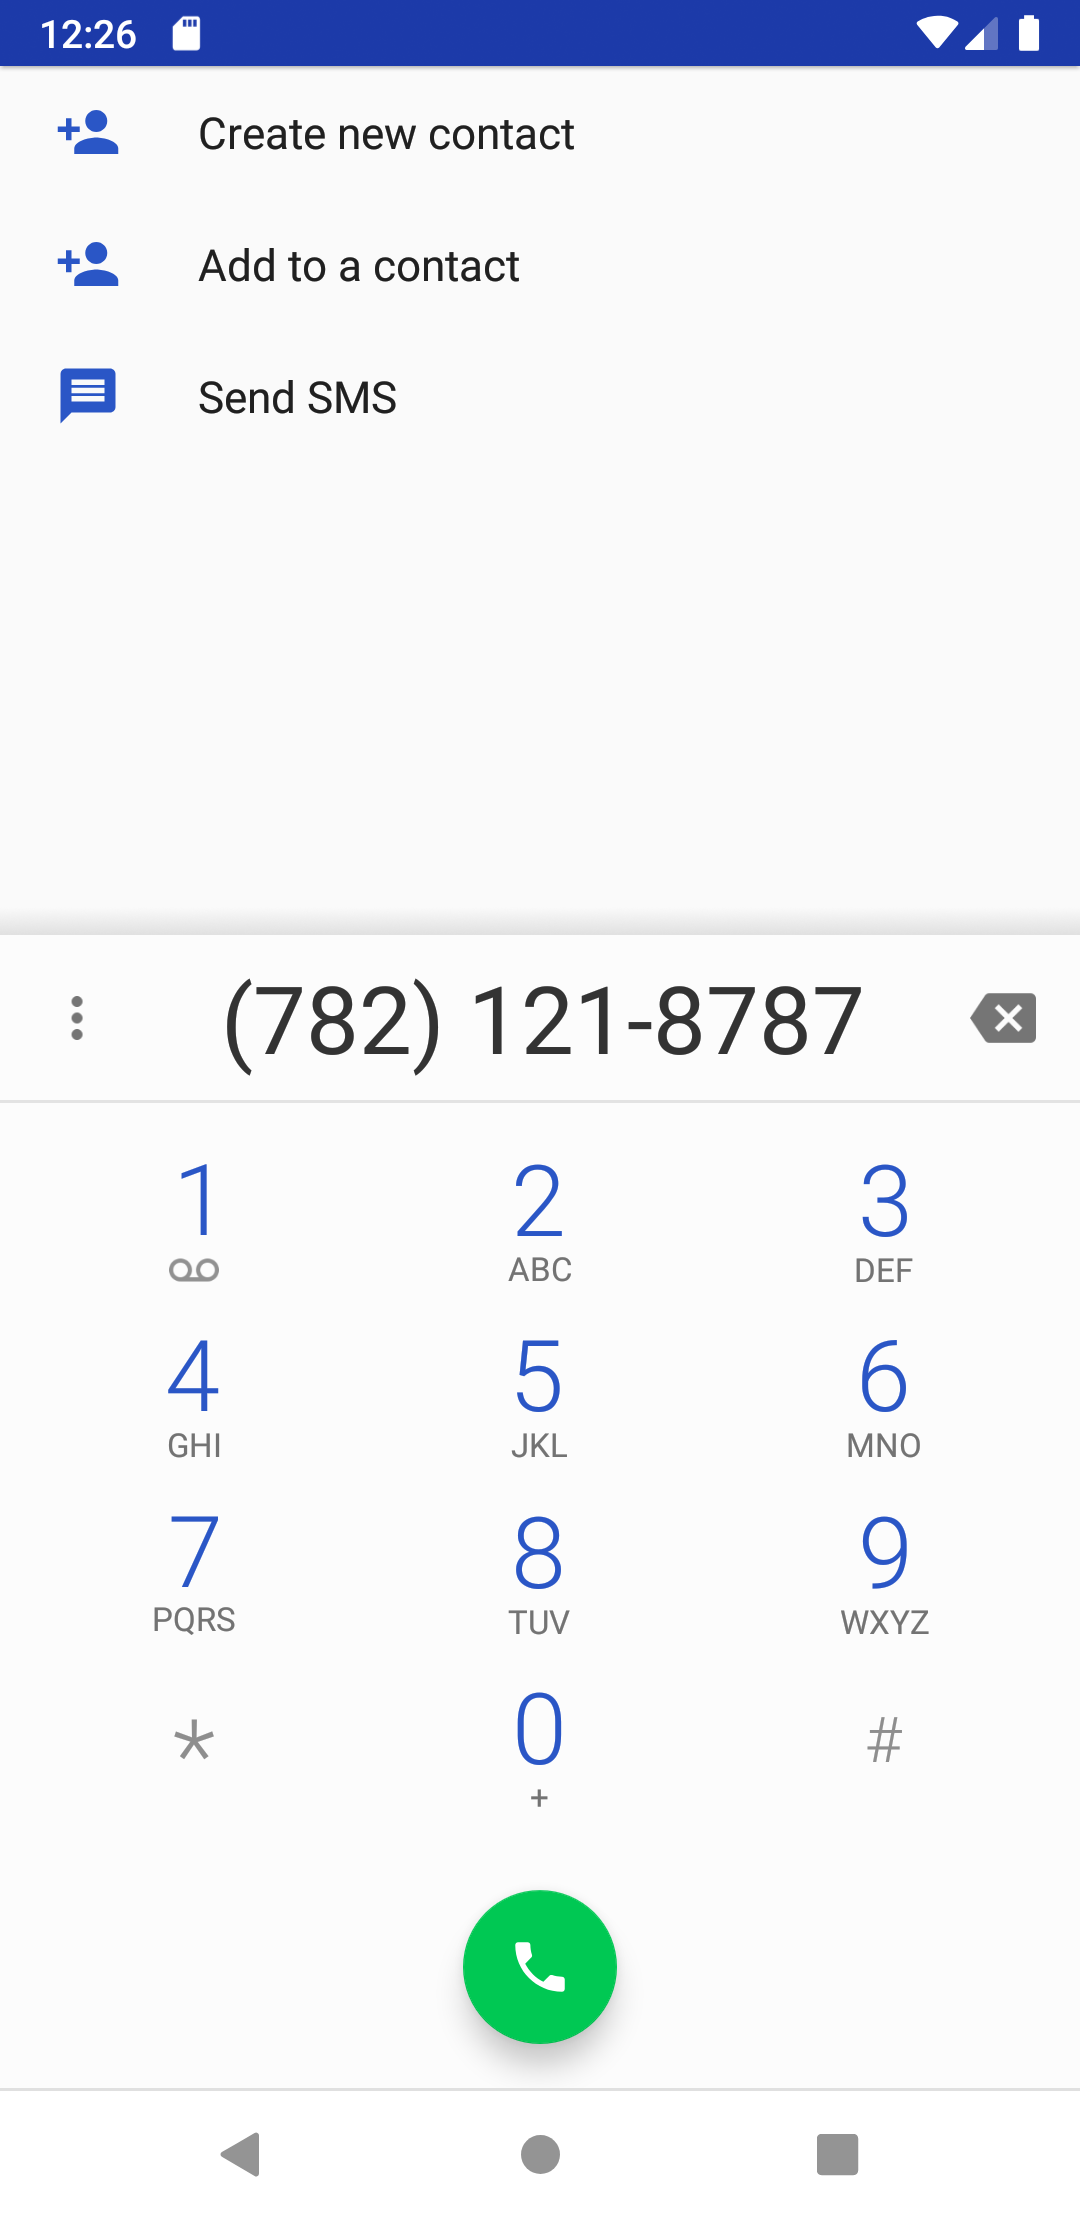 12:26
Create new contact
Add to a contact
Send SMS
(782) 121-8787
1 2 3
ABC DEF
4 5 6
GHI JKL MNO
7 8 9
PQRS TUV WXYZ
* 0 #
+